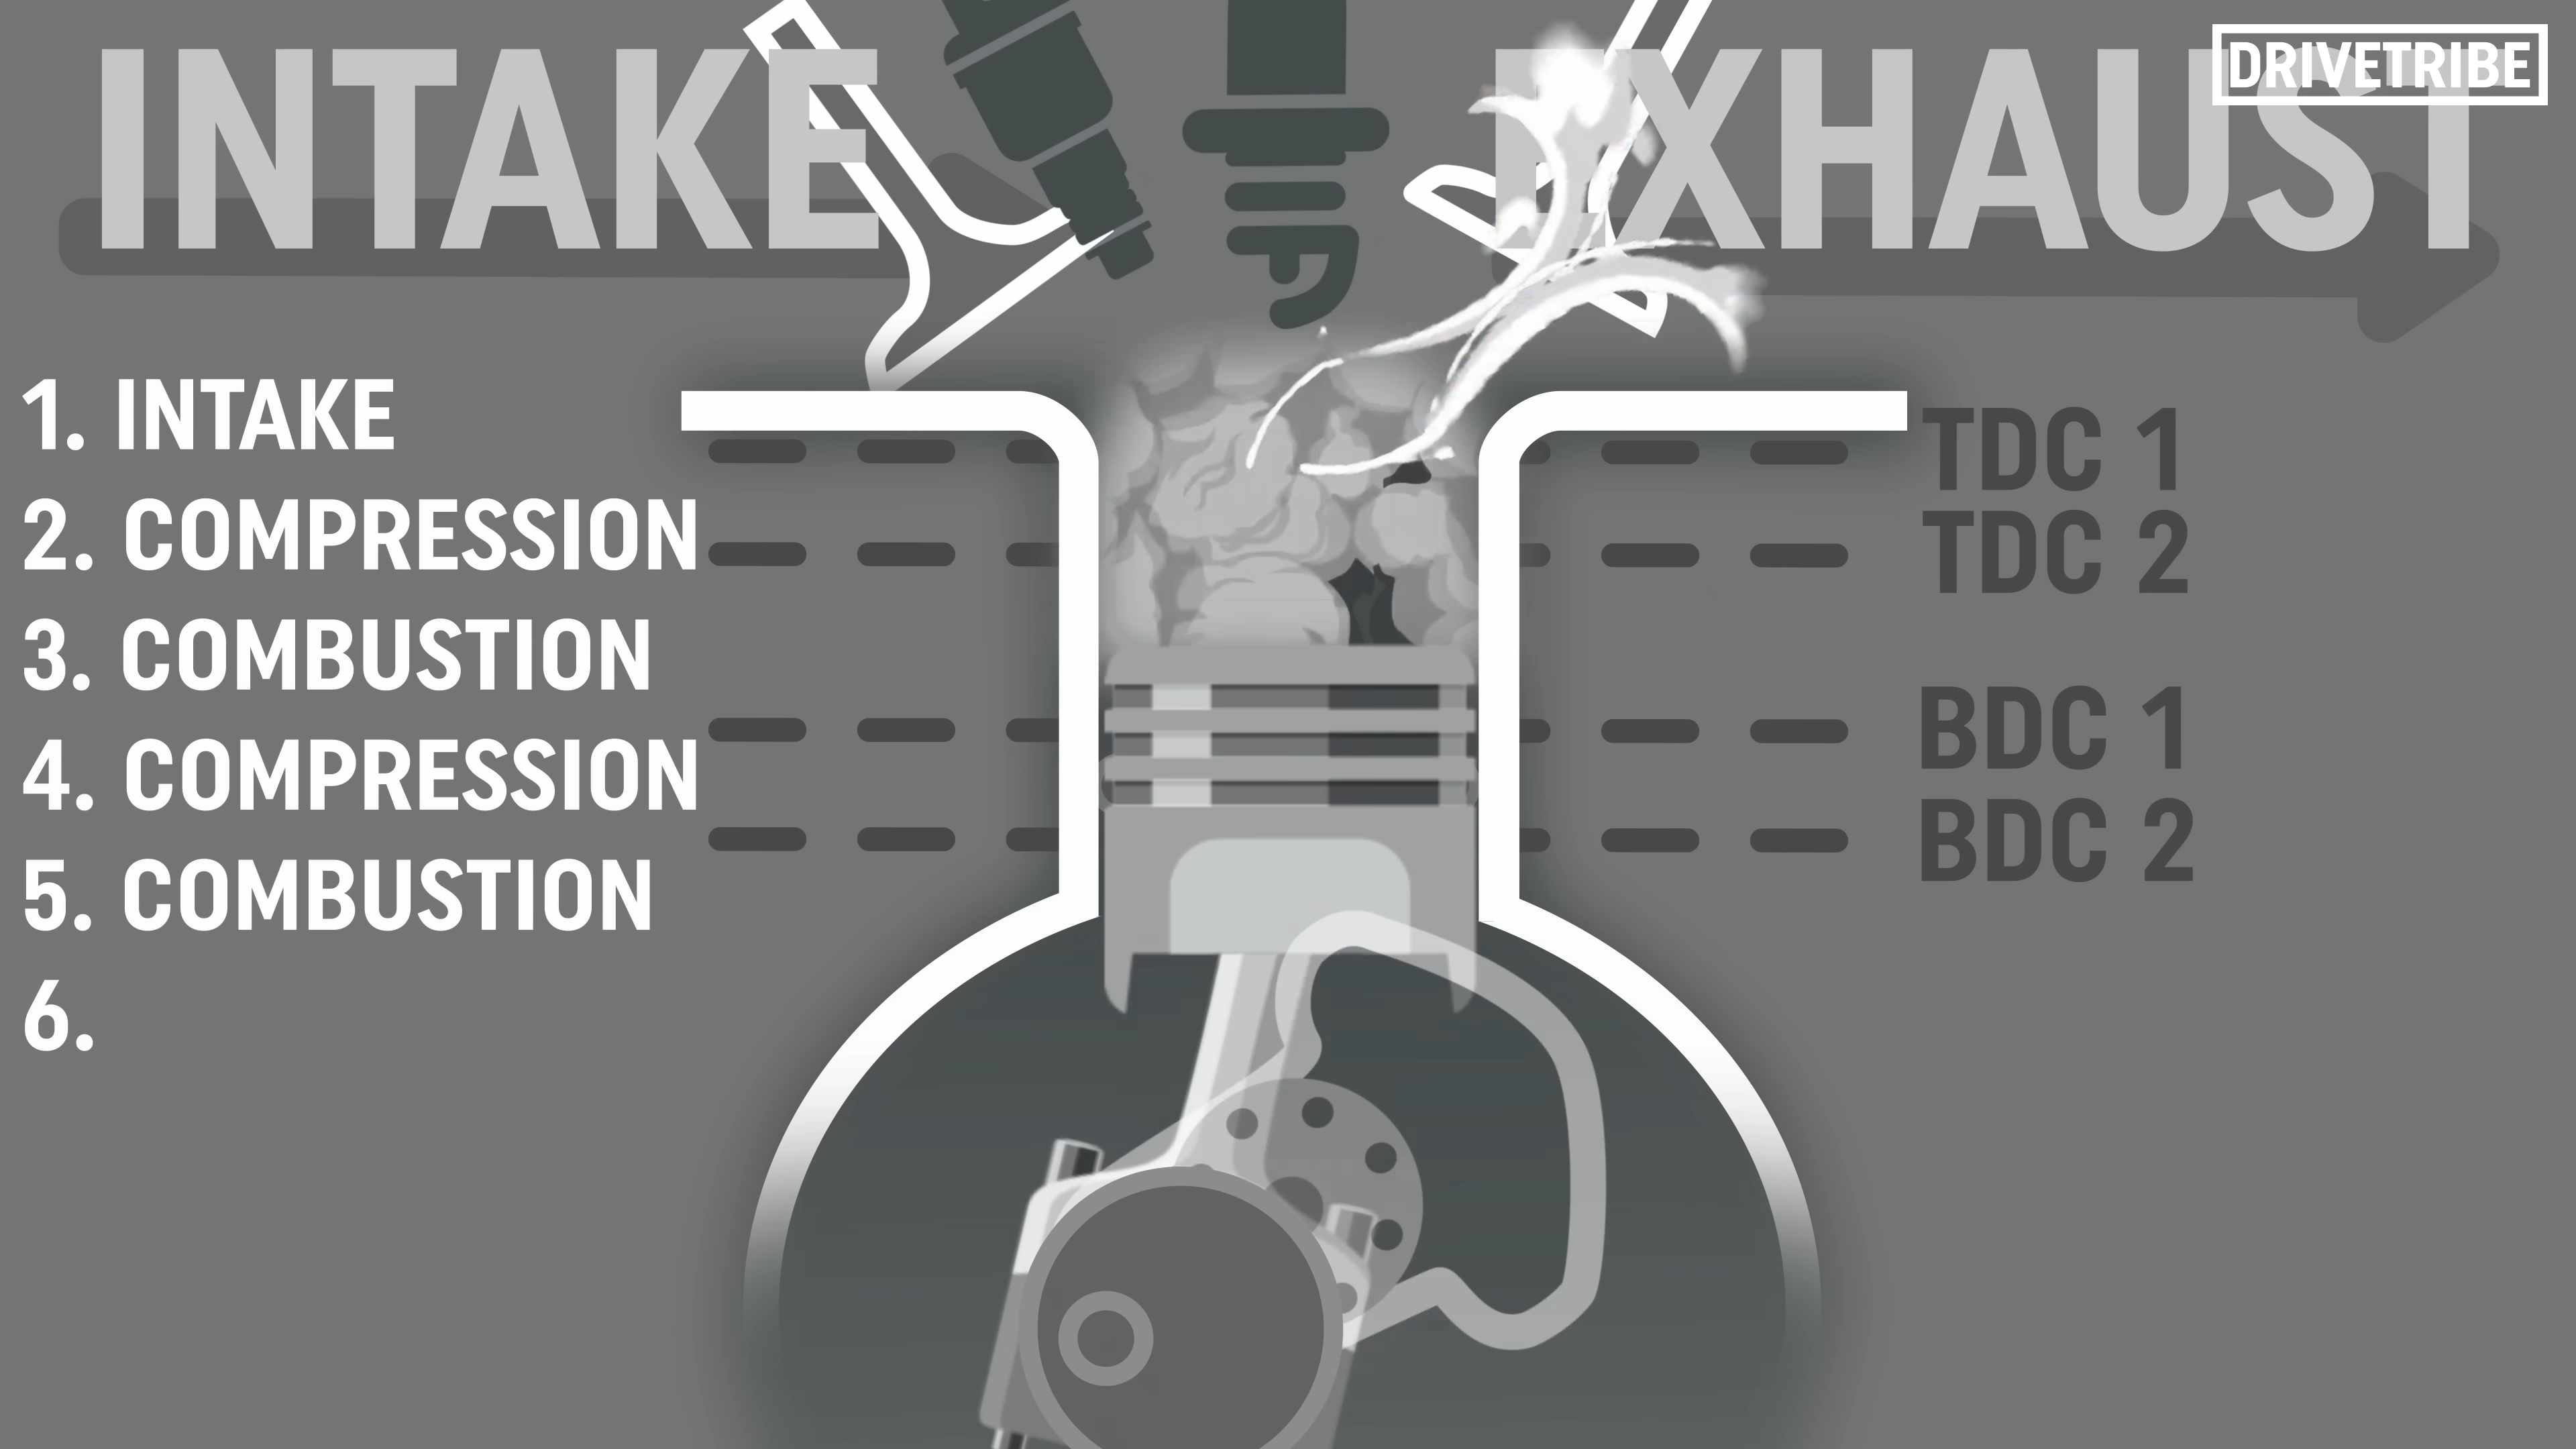 INTAKE
EXHAUST
DRIVETRIBE
1. INTAKE
2. COMPRESSION
3. COMBUSTION
4. COMPRESSION
5. COMBUSTION
6.
TDC 1
TDC 2
BDC 1
BDC 2